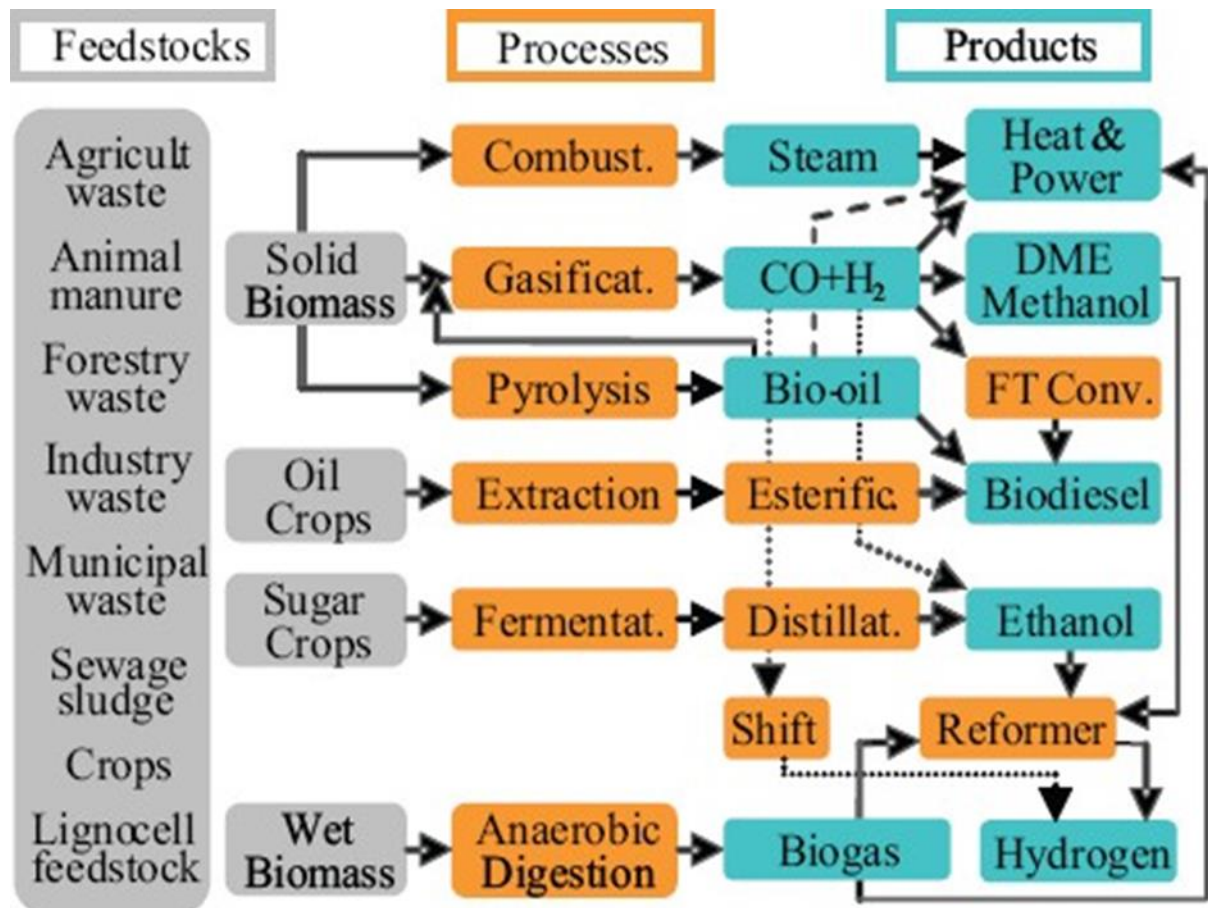 Feedstocks
Processes
Products
Agricult
waste
Animal
manure
Forestry
waste
Industry
waste
Municipal
waste
Sewage
sludge
Crops
Lignocell
feedstock
Solid
Biomass
Oil
Crops
Sugar
Crops
Wet
Biomass
Combust.
Steam
Heat &
Power
Gasificat.
CO+H₂
DME
Methanol
Pyrolysis
Bio-oil
FT Conv.
Extraction
Esterific.
Biodiesel
Fermentat.
Distillat.
Ethanol
Shift
Reformer
Anaerobic
Digestion
Biogas
Hydrogen